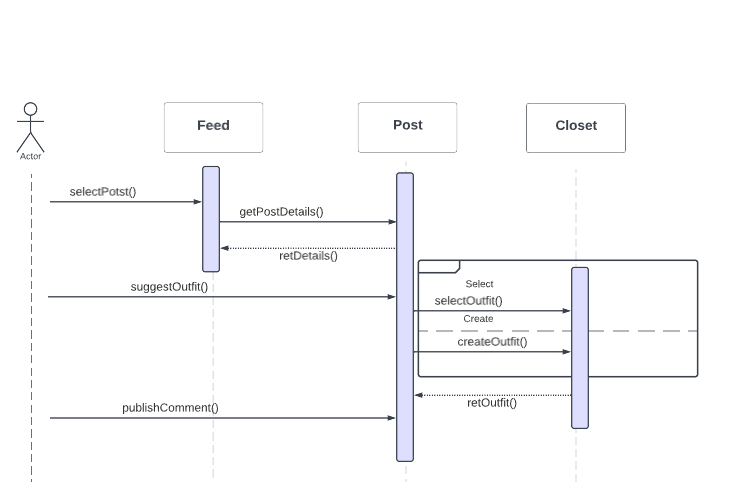 Feed
Post
Closet
Actor
selectPotst()
getPostDetails()
retDetails()
suggestOutfit()
Select
selectOutfit()
Create
createOutfit()
retOutfit()
publishComment()